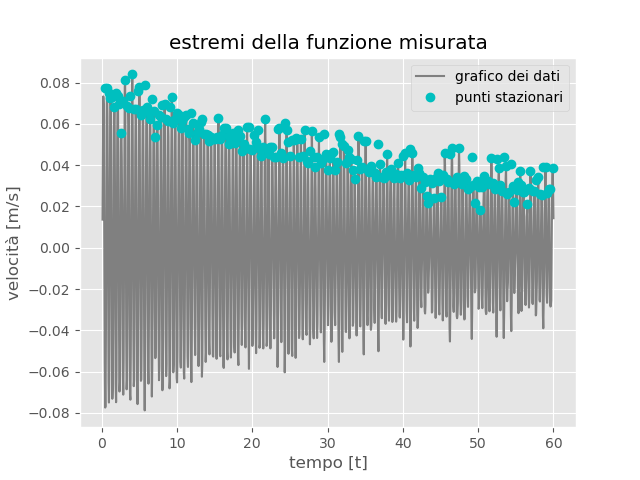 estremi della funzione misurata
grafico dei dati
punti stazionari
velocità [m/s]
0.08
0.06
0.04
0.02
0.00
−0.02
−0.04
−0.06
−0.08
0 10 20 30 40 50 60
tempo [t]